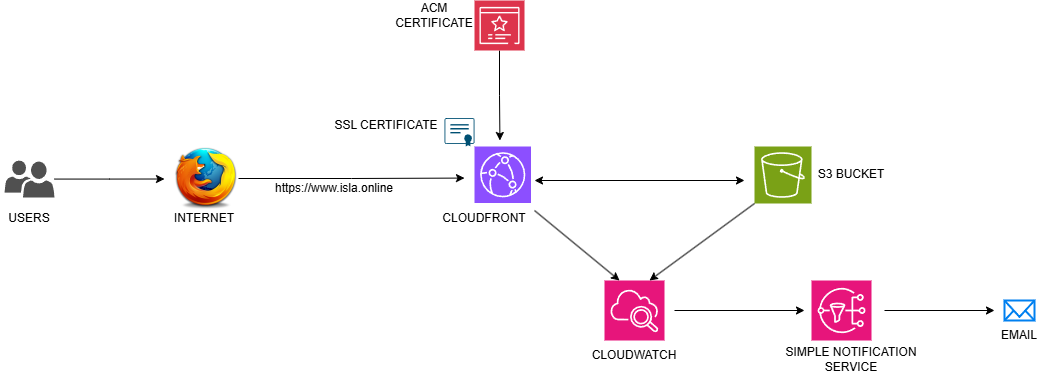 ACM
CERTIFICATE
SSL CERTIFICATE
S3 BUCKET
https://www.isla.online
USERS
INTERNET
CLOUDFRONT
EMAIL
CLOUDWATCH
SIMPLE NOTIFICATION
SERVICE